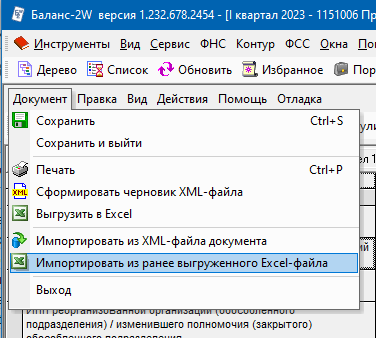 Баланс-2W версия 1.232.678.2454 - [I квартал 2023 - 1151006 Пр
Инструменты Вид Сервис ФНС Контур ФСС Окна По
Дерево Список Обновить Избранное Пор
Документ Правка Вид Действия Помощь Отладка
Сохранить Ctrl+S
Сохранить и выйти
Печать Ctrl+P
XML Сформировать черновик XML-файла
Выгрузить в Excel
Импортировать из XML-файла документа
Импортировать из ранее выгруженного Excel-файла
Выход
ИПП реорганизованной организации (обособленного
подразделения) / изменившего полномочия (закрытого)
обособленного подразделения